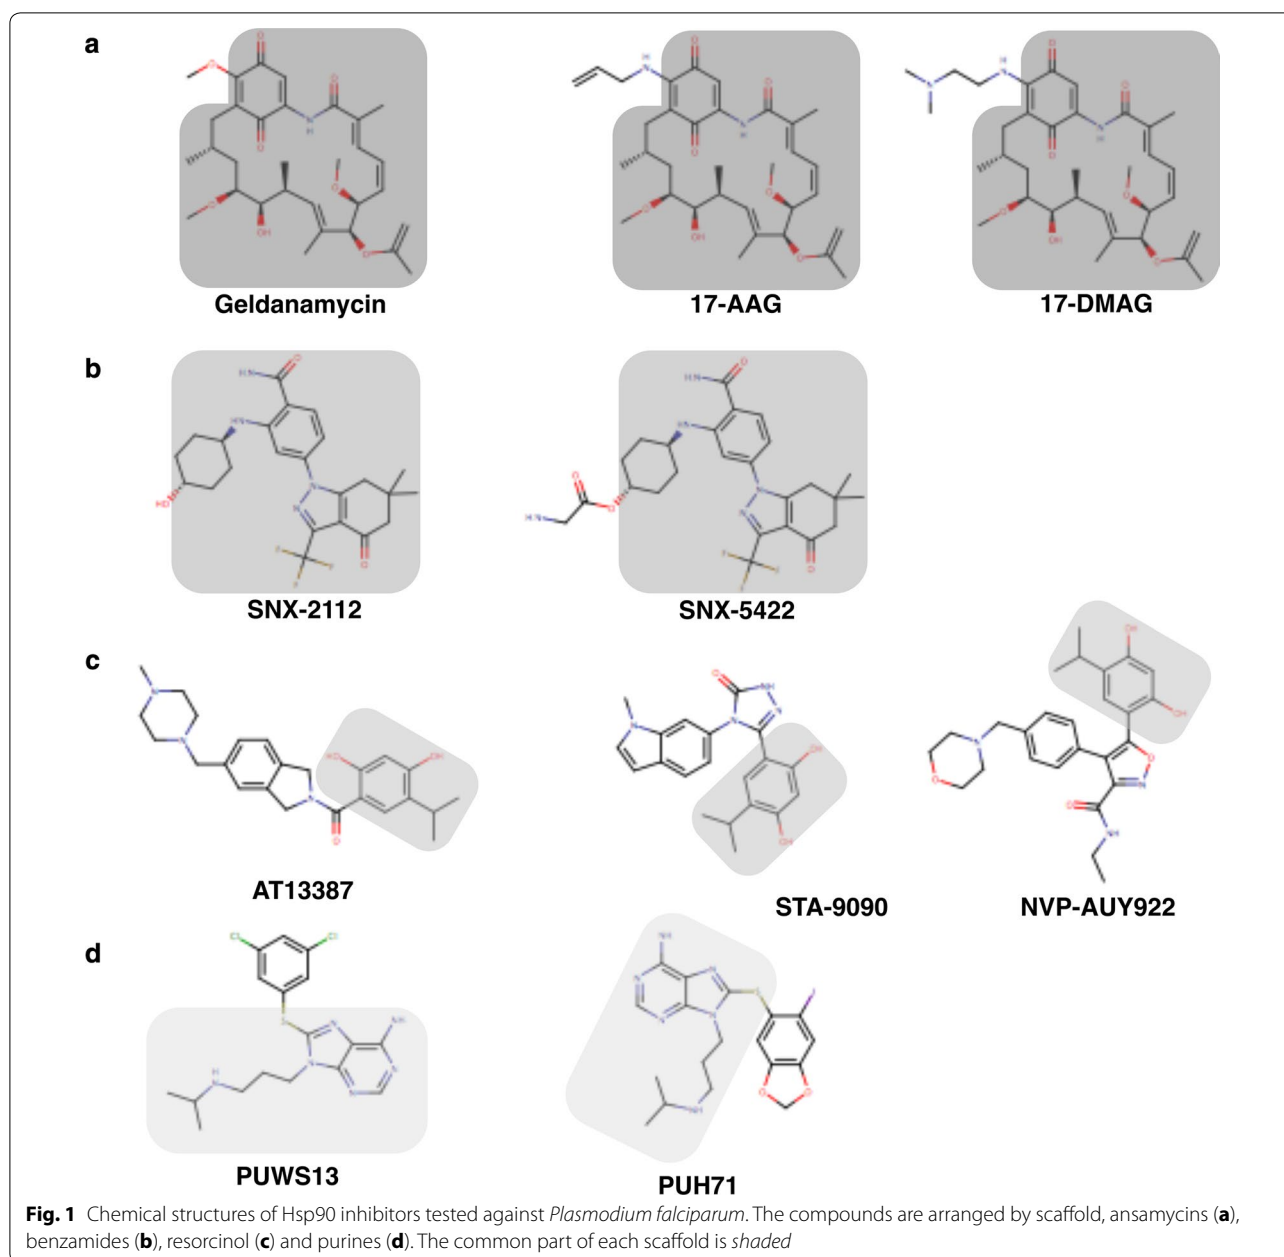 a
Geldanamycin
17-AAG
17-DMAG
b
SNX-2112
SNX-5422
c
AT13387
STA-9090
NVP-AUY922
d
PUWS13
PUH71
Fig. 1 Chemical structures of Hsp90 inhibitors tested against Plasmodium falciparum. The compounds are arranged by scaffold, ansamycins (a),
benzamides (b), resorcinol (c) and purines (d). The common part of each scaffold is shaded